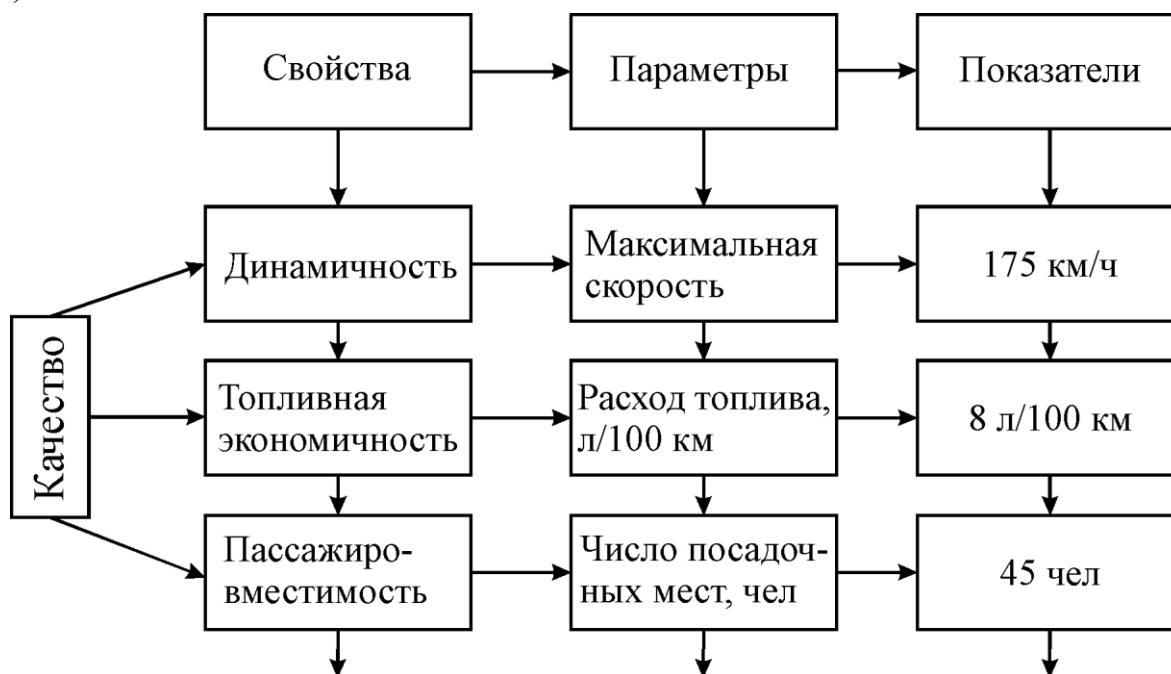 Свойства
Параметры
Показатели
Динамичность
Максимальная
скорость
175 км/ч
Качество
Топливная
экономичность
Расход топлива,
л/100 км
8 л/100 км
Пассажиро-
вместимость
Число посадоч-
ных мест, чел
45 чел